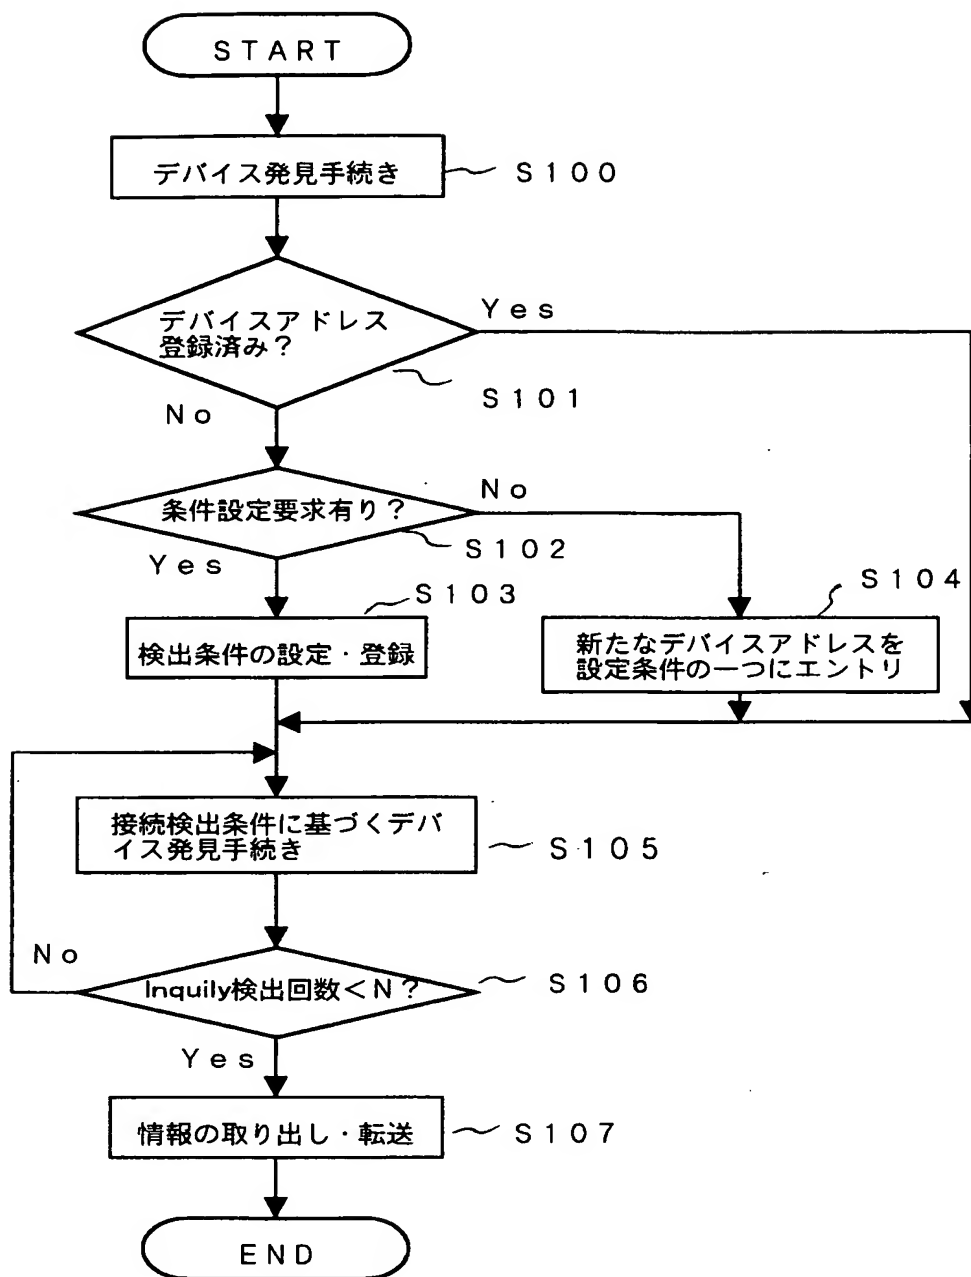 START
デバイス発見手続き
S100
デバイスアドレス
登録済み？
Yes
S101
No
条件設定要求有り？
No
S102
Yes
S103
検出条件の設定・登録
S104
新たなデバイスアドレスを
設定条件の一つにエントリ
接続検出条件に基づくデバ
イス発見手続き
S105
No
Inquily検出回数＜N？
S106
Yes
情報の取り出し・転送
S107
END